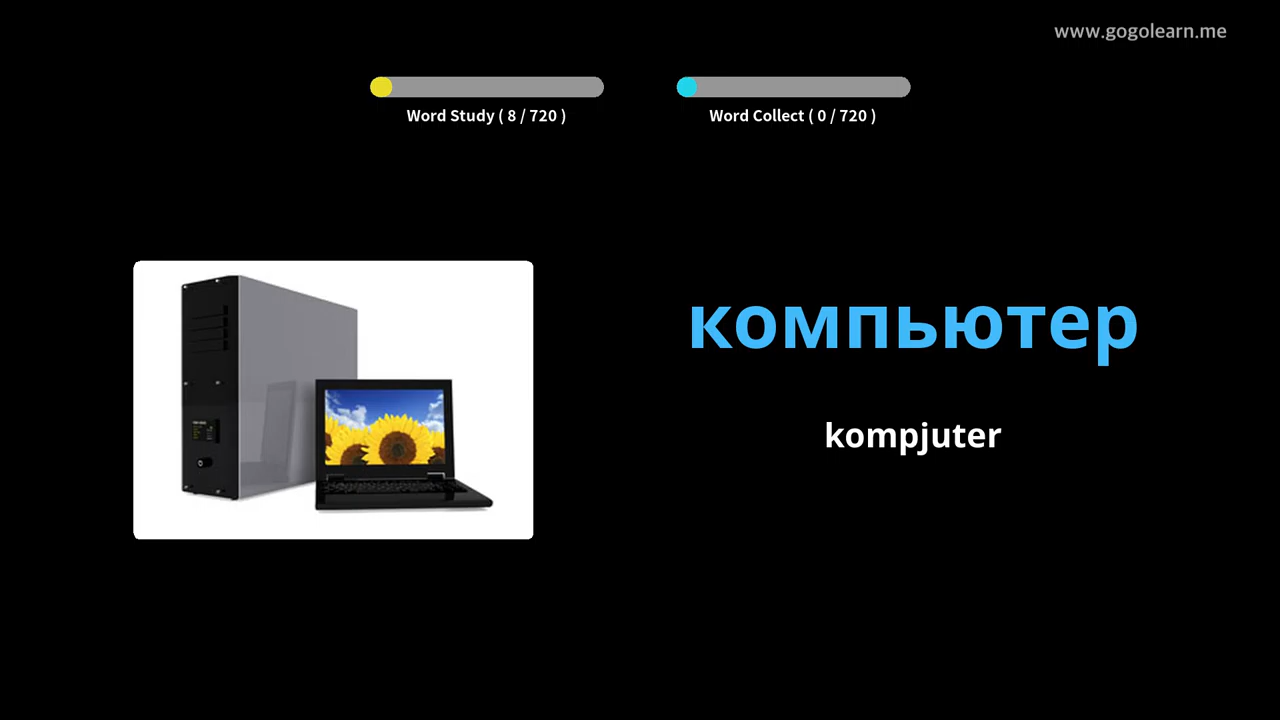 www.gogolearn.me
Word Study ( 8 / 720 )
Word Collect ( 0 / 720 )
компьютер
kompjuter